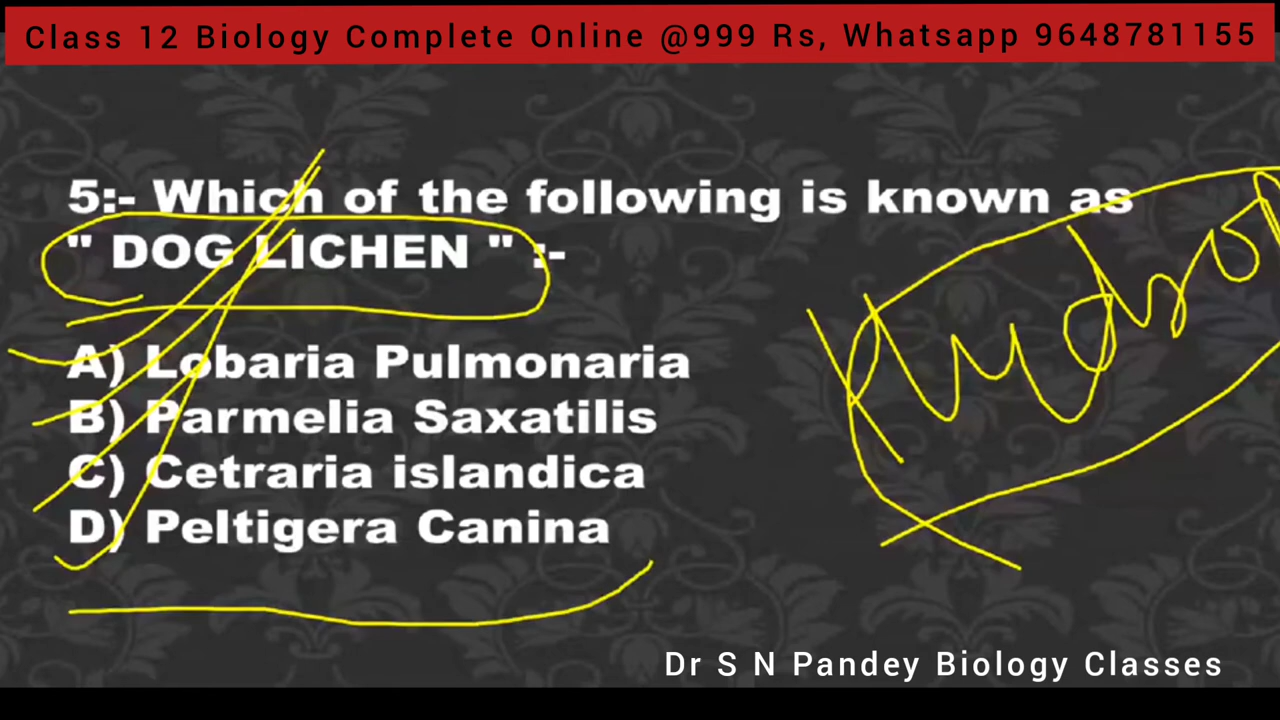 Class 12 Biology Complete Online @999 Rs, Whatsapp 9648781155
5:- Which of the following is known as
" DOG LICHEN " :-
A) Lobaria Pulmonaria
B) Parmelia Saxatilis
C) Cetraria islandica
D) Peltigera Canina
Dr S N Pandey Biology Classes